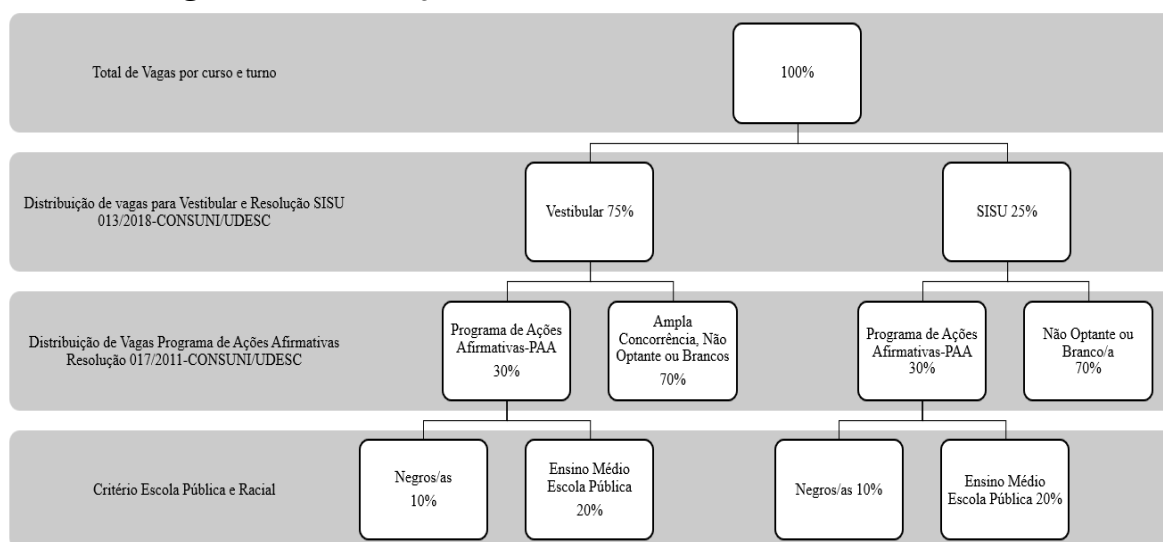 Total de Vagas por curso e turno
100%
Distribuição de vagas para Vestibular e Resolução SISU
013/2018-CONSUNI/UDESC
Vestibular 75%
SISU 25%
Distribuição de Vagas Programa de Ações Afirmativas
Resolução 017/2011-CONSUNI/UDESC
Programa de Ações
Afirmativas-PAA
30%
Ampla
Concorrência, Não
Optante ou Brancos
70%
Programa de Ações
Afirmativas-PAA
30%
Não Optante ou
Branco/a
70%
Critério Escola Pública e Racial
Negros/as
10%
Ensino Médio
Escola Pública
20%
Negros/as 10%
Ensino Médio
Escola Pública 20%